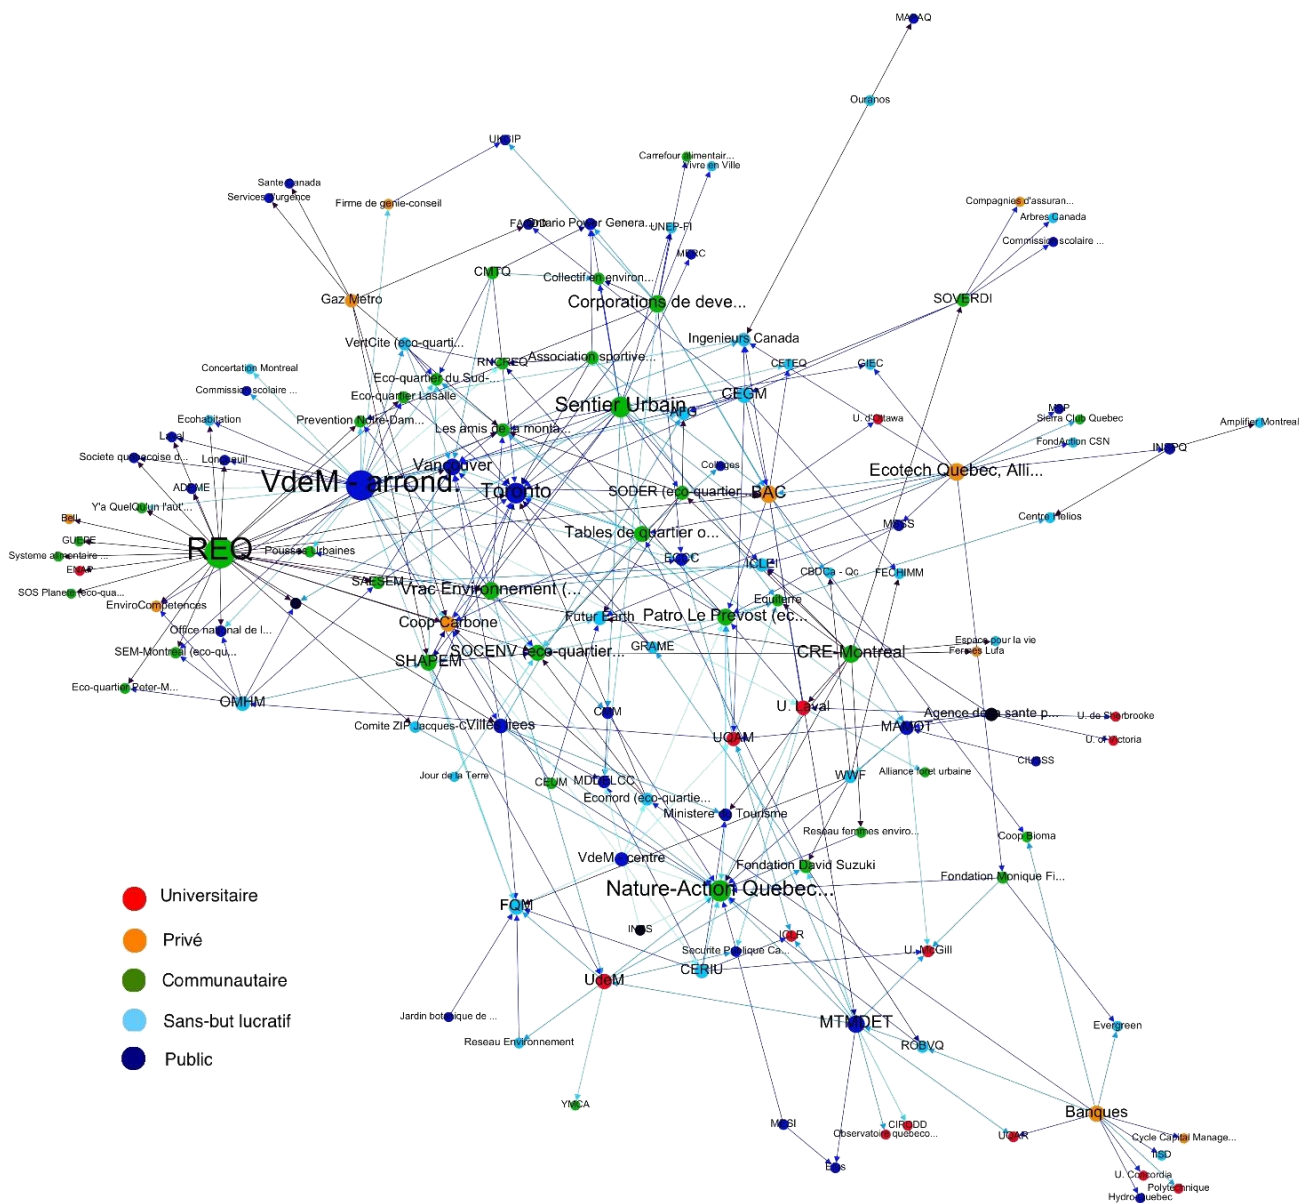 MAPAQ
Ouranos
Carrefour alimentair...
Vivre en Ville
Sante Canada
Services d'urgence
Firme de genie-conseil
Ontario Power Genera...
UNEP-FI
Compagnies d'assuran...
Arbres Canada
Commission scolaire ...
CMTQ
Collectif en environ...
Gaz Metro
Corporations de deve...
SOVERDI
VertCite (eco-quarti...
RNCREQ
Association sportive...
Ingenieurs Canada
CETEQ
CIEC
Concertation Montreal
Eco-quartier du Sud-...
Commission scolaire ...
Eco-quartier Lasalle
CEGM
Sentier Urbain
Ecohabitation
Prevention Notre-Dam...
Les amis de la monta...
U. d'Ottawa
Sierra Club Quebec
Amplifier Montreal
Laval
Longueuil
FondAction CSN
INSPQ
Societe quebecoise d...
Vancouver
Colleges
Ecotech Quebec, Alli...
ADEME
VdeM - arrond.
Toronto
SODER (eco-quartier...
BAC
Y'a QuelQu'un l'aut'...
Bell
Centre Helios
MSSS
GUEPE
Tables de quartier o...
REQ
Pousses Urbaines
Systeme alimentaire ...
ENAP
ECCC
ICLEI
CBDCa - Qc
FECHIMM
SAESEM
SOS Planete (eco-qua...
Vrac Environnement (...
EnviroCompetences
Equiterre
Coop Carbone
Futur Earth
Patro Le Prevost (ec...
Office national de l...
Espace pour la vie
Fermes Lufa
SEM-Montreal (eco-qu...
SOCENV (eco-quartier...
GRAME
CRE-Montreal
SHAPEM
Eco-quartier Peter-M...
OMHM
U. Laval
Agence de la sante p...
U. de Sherbrooke
Comite ZIP Jacques-C
Villes liees
CMM
MAMOT
UQAM
U. of Victoria
CIUSSS
Jour de la Terre
CEUM
MDDELCC
WWF
Alliance foret urbaine
Econord (eco-quartie...
Ministere du Tourisme
Reseau femmes enviro...
Coop Bioma
VdeM - centre
Fondation David Suzuki
Fondation Monique Fi...
Nature-Action Quebec...
Universitaire
FQM
Privé
ICLR
Securite Publique Ca...
U. McGill
CERIU
Communautaire
UdeM
Jardin botanique de ...
Sans-but lucratif
MTMDET
Evergreen
Reseau Environnement
ROBVQ
Public
YMCA
Banques
CIRODD
Observatoire quebeco...
UQAR
Cycle Capital Manage...
IISD
U. Concordia
Polytechnique
Hydro-Quebec